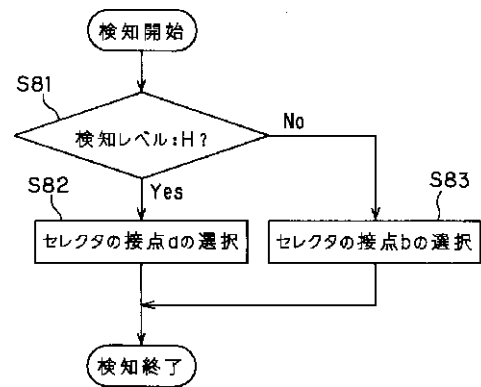 検知開始
S81
検知レベル:H?
No
Yes
S82
セレクタの接点aの選択
S83
セレクタの接点bの選択
検知終了